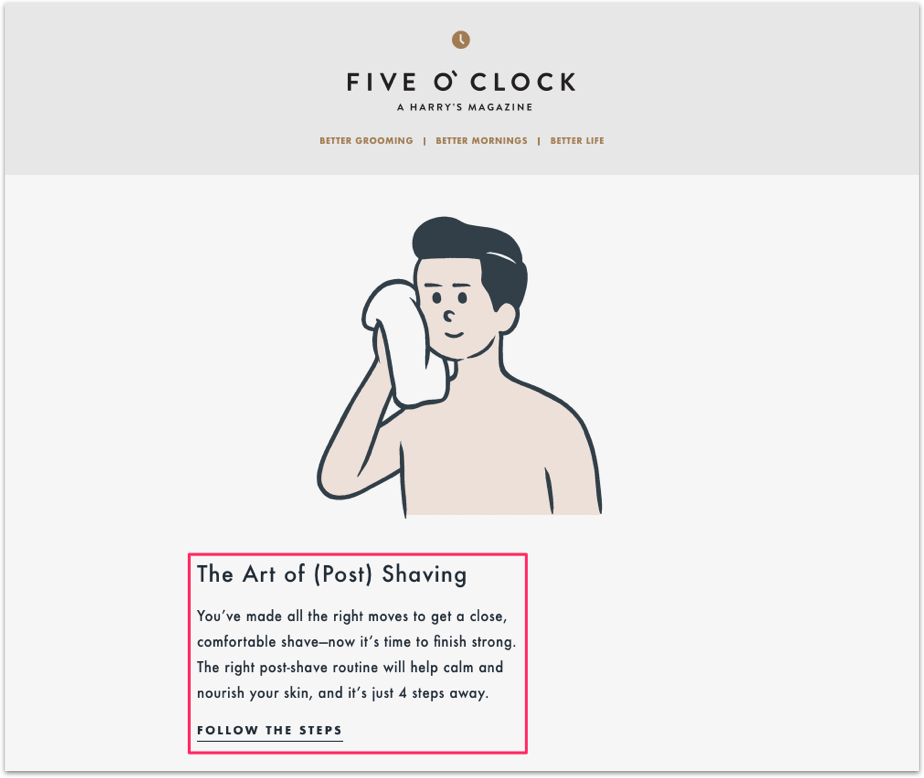 FIVE O' CLOCK
A HARRY'S MAGAZINE
BETTER GROOMING | BETTER MORNINGS | BETTER LIFE
The Art of (Post) Shaving
You've made all the right moves to get a close,
comfortable shave—now it's time to finish strong.
The right post-shave routine will help calm and
nourish your skin, and it's just 4 steps away.
FOLLOW THE STEPS